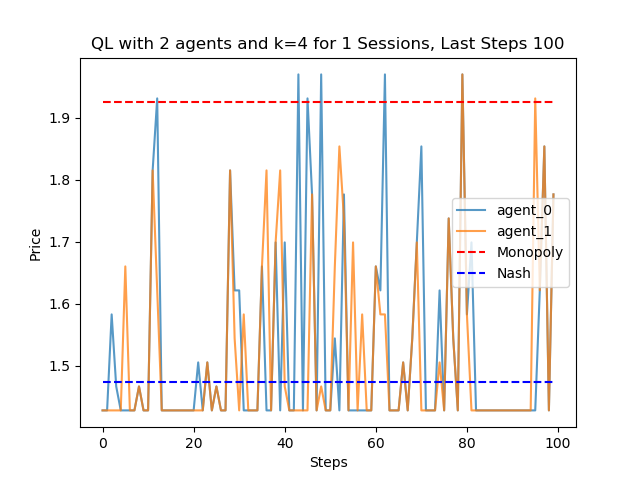 QL with 2 agents and k=4 for 1 Sessions, Last Steps 100
Price
1.9
1.8
1.7
1.6
1.5
agent_0
agent_1
Monopoly
Nash
0 20 40 60 80 100
Steps